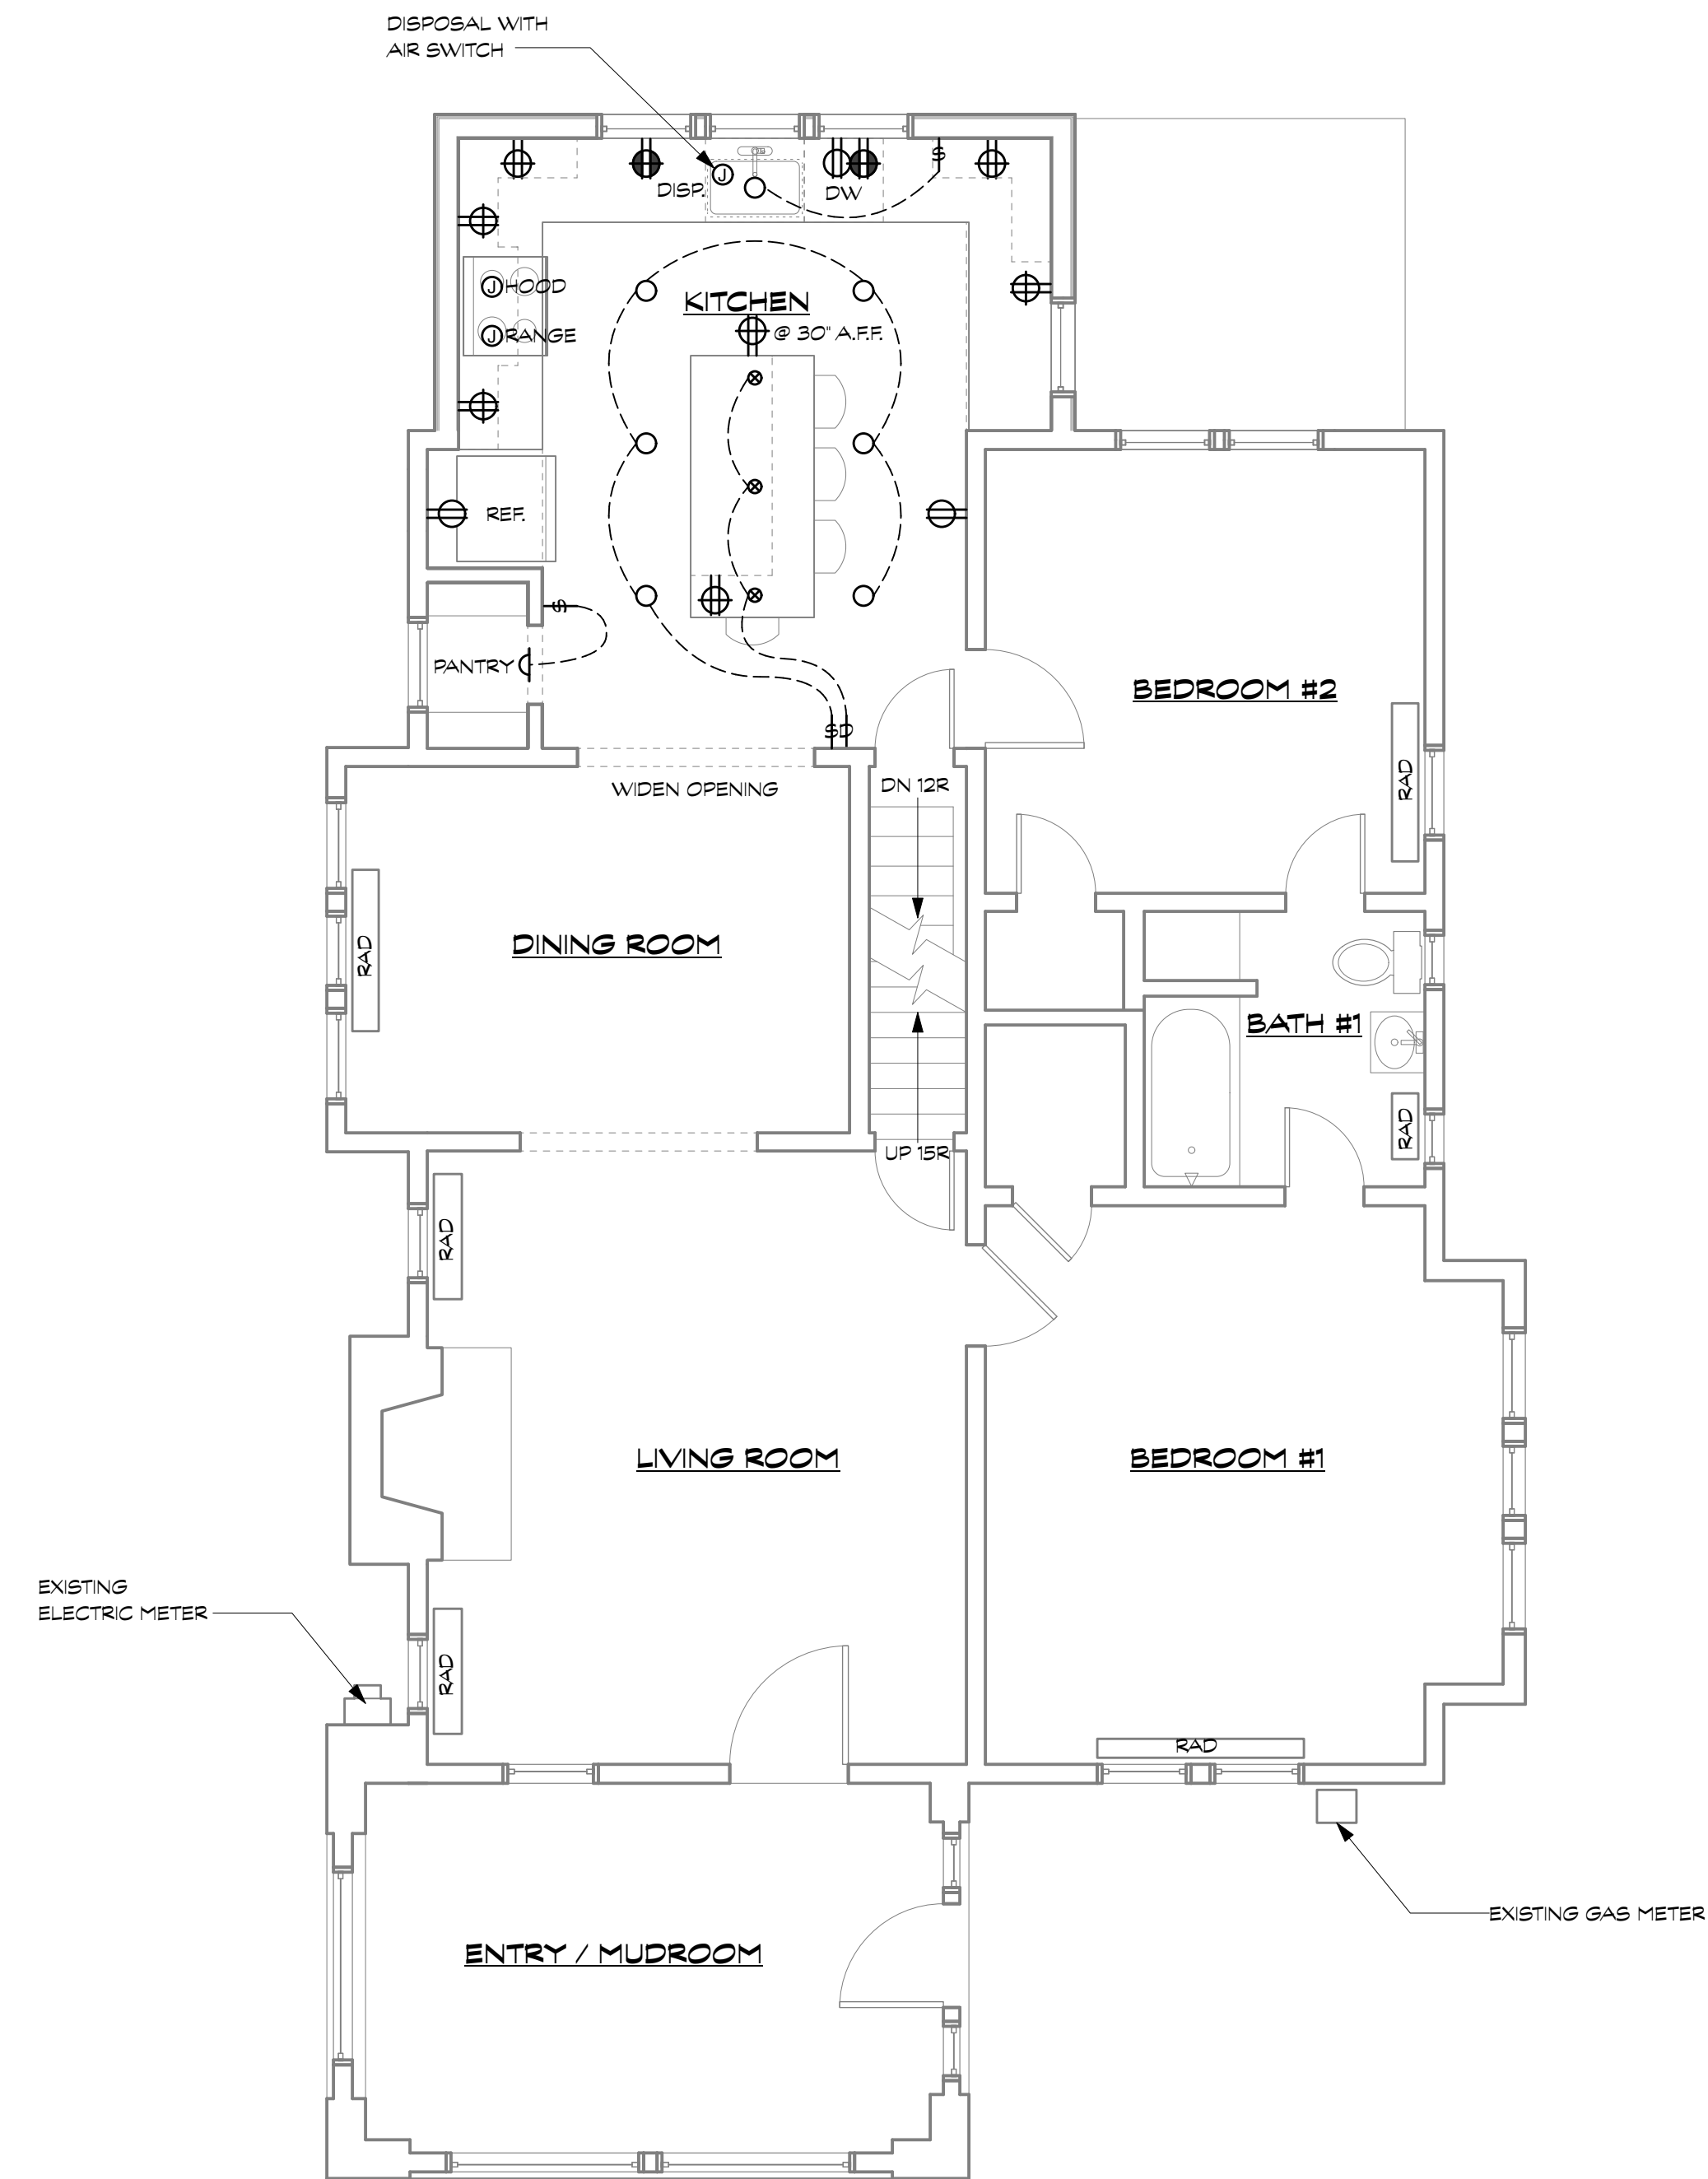 DISPOSAL WITH
AIR SWITCH
S
J
DISP.
DW
J HOOD
KITCHEN
J RANGE
@ 30" A.F.F.
REF.
S
PANTRY
BEDROOM #2
SD
WIDEN OPENING
DN 12R
RAD
DINING ROOM
RAD
BATH #1
RAD
UP 15R
RAD
LIVING ROOM
BEDROOM #1
EXISTING
ELECTRIC METER
RAD
RAD
EXISTING GAS METER
ENTRY / MUDROOM